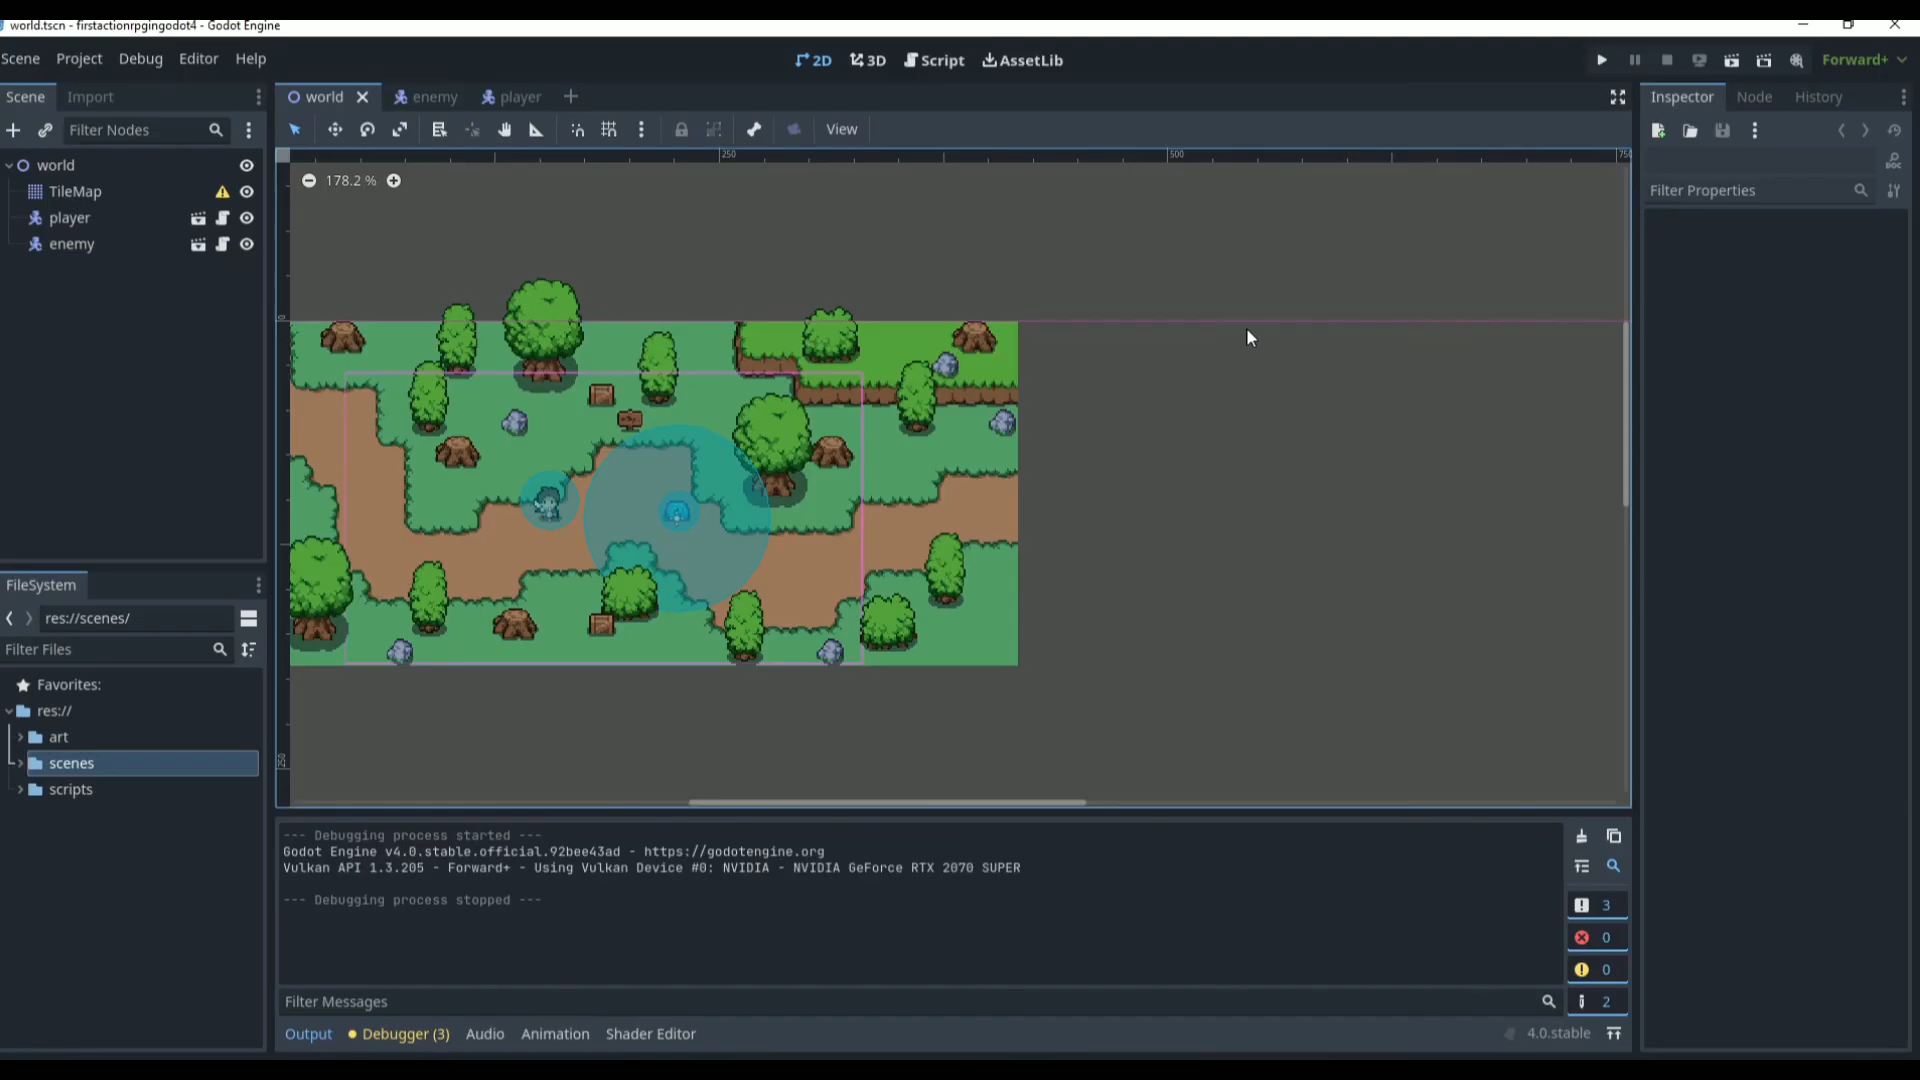 world.tscn - firstactionrpgingodot4 - Godot Engine
Scene Project Debug Editor Help
2D 3D Script AssetLib
Forward+
Scene Import
world enemy player
Inspector Node History
Filter Nodes
View
world
TileMap
player
enemy
250 500 750
178.2 %
Filter Properties
0
250
FileSystem
res://scenes/
Filter Files
Favorites:
res://
art
scenes
scripts
--- Debugging process started ---
Godot Engine v4.0.stable.official.92bee43ad - https://godotengine.org
Vulkan API 1.3.205 - Forward+ - Using Vulkan Device #0: NVIDIA - NVIDIA GeForce RTX 2070 SUPER
--- Debugging process stopped ---
3
0
0
2
Filter Messages
Output Debugger (3) Audio Animation Shader Editor
4.0.stable